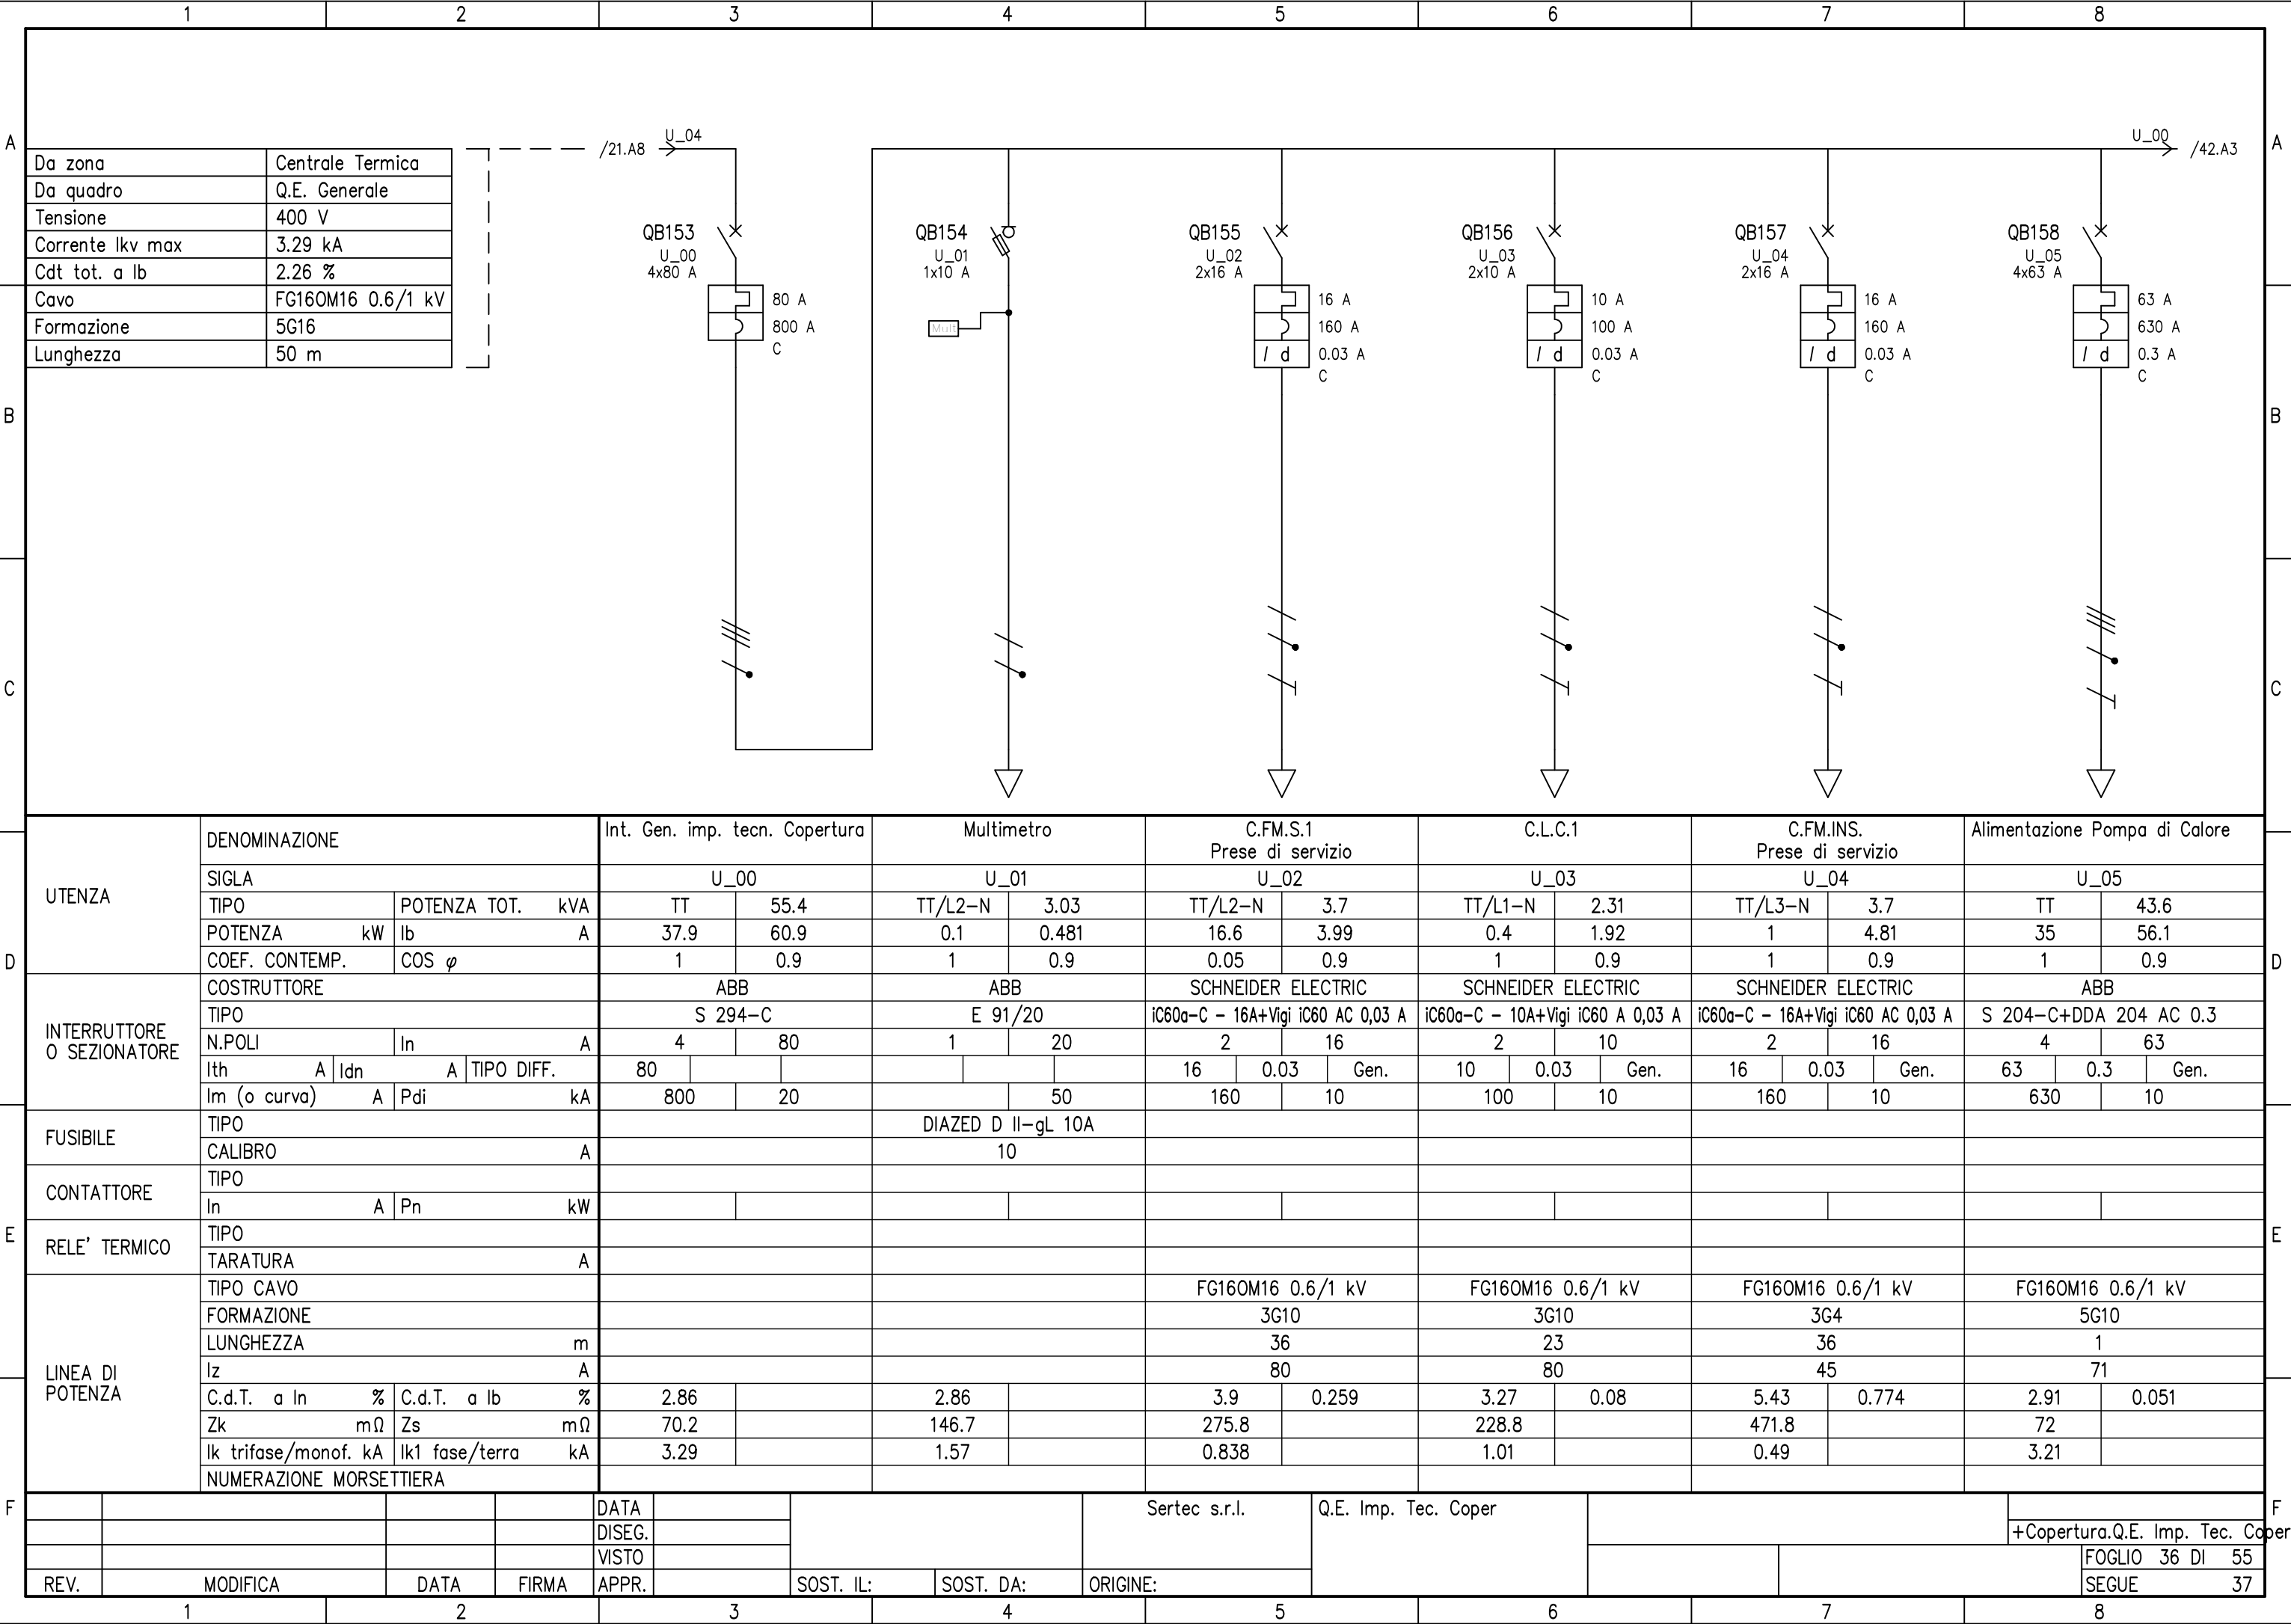 1 2 3 4 5 6 7 8
A A
Da zona Centrale Termica
Da quadro Q.E. Generale
Tensione 400 V
Corrente Ikv max 3.29 kA
Cdt tot. a Ib 2.26 %
Cavo FG16OM16 0.6/1 kV
Formazione 5G16
Lunghezza 50 m
/21.A8 U_04
U_00 /42.A3
QB153
U_00
4x80 A
80 A
800 A
C
QB154
U_01
1x10 A
Mult
QB155
U_02
2x16 A
16 A
160 A
I d 0.03 A
C
QB156
U_03
2x10 A
10 A
100 A
I d 0.03 A
C
QB157
U_04
2x16 A
16 A
160 A
I d 0.03 A
C
QB158
U_05
4x63 A
63 A
630 A
I d 0.3 A
C
B B
C C
UTENZA
DENOMINAZIONE Int. Gen. imp. tecn. Copertura Multimetro C.FM.S.1 C.L.C.1 C.FM.INS. Alimentazione Pompa di Calore
Prese di servizio Prese di servizio
SIGLA U_00 U_01 U_02 U_03 U_04 U_05
TIPO POTENZA TOT. kVA TT 55.4 TT/L2-N 3.03 TT/L2-N 3.7 TT/L1-N 2.31 TT/L3-N 3.7 TT 43.6
POTENZA kW Ib A 37.9 60.9 0.1 0.481 16.6 3.99 0.4 1.92 1 4.81 35 56.1
D COEF. CONTEMP. COS φ 1 0.9 1 0.9 0.05 0.9 1 0.9 1 0.9 1 0.9 D
INTERRUTTORE
O SEZIONATORE
COSTRUTTORE ABB ABB SCHNEIDER ELECTRIC SCHNEIDER ELECTRIC SCHNEIDER ELECTRIC ABB
TIPO S 294-C E 91/20 iC60a-C - 16A+Vigi iC60 AC 0,03 A iC60a-C - 10A+Vigi iC60 A 0,03 A iC60a-C - 16A+Vigi iC60 AC 0,03 A S 204-C+DDA 204 AC 0.3
N.POLI In A 4 80 1 20 2 16 2 10 2 16 4 63
Ith A Idn A TIPO DIFF. 80 16 0.03 Gen. 10 0.03 Gen. 16 0.03 Gen. 63 0.3 Gen.
Im (o curva) A Pdi kA 800 20 50 160 10 100 10 160 10 630 10
FUSIBILE
TIPO DIAZED D II-gL 10A
CALIBRO A 10
CONTATTORE
TIPO
In A Pn kW
E E
RELE' TERMICO
TIPO
TARATURA A
LINEA DI
POTENZA
TIPO CAVO FG16OM16 0.6/1 kV FG16OM16 0.6/1 kV FG16OM16 0.6/1 kV FG16OM16 0.6/1 kV
FORMAZIONE 3G10 3G10 3G4 5G10
LUNGHEZZA m 36 23 36 1
Iz A 80 80 45 71
C.d.T. a In % C.d.T. a Ib % 2.86 2.86 3.9 0.259 3.27 0.08 5.43 0.774 2.91 0.051
Zk mΩ Zs mΩ 70.2 146.7 275.8 228.8 471.8 72
Ik trifase/monof. kA Ik1 fase/terra kA 3.29 1.57 0.838 1.01 0.49 3.21
NUMERAZIONE MORSETTIERA
F F
DATA Sertec s.r.l. Q.E. Imp. Tec. Coper
DISEG. +Copertura.Q.E. Imp. Tec. Coper
VISTO FOGLIO 36 DI 55
REV. MODIFICA DATA FIRMA APPR. SOST. IL: SOST. DA: ORIGINE: SEGUE 37
1 2 3 4 5 6 7 8